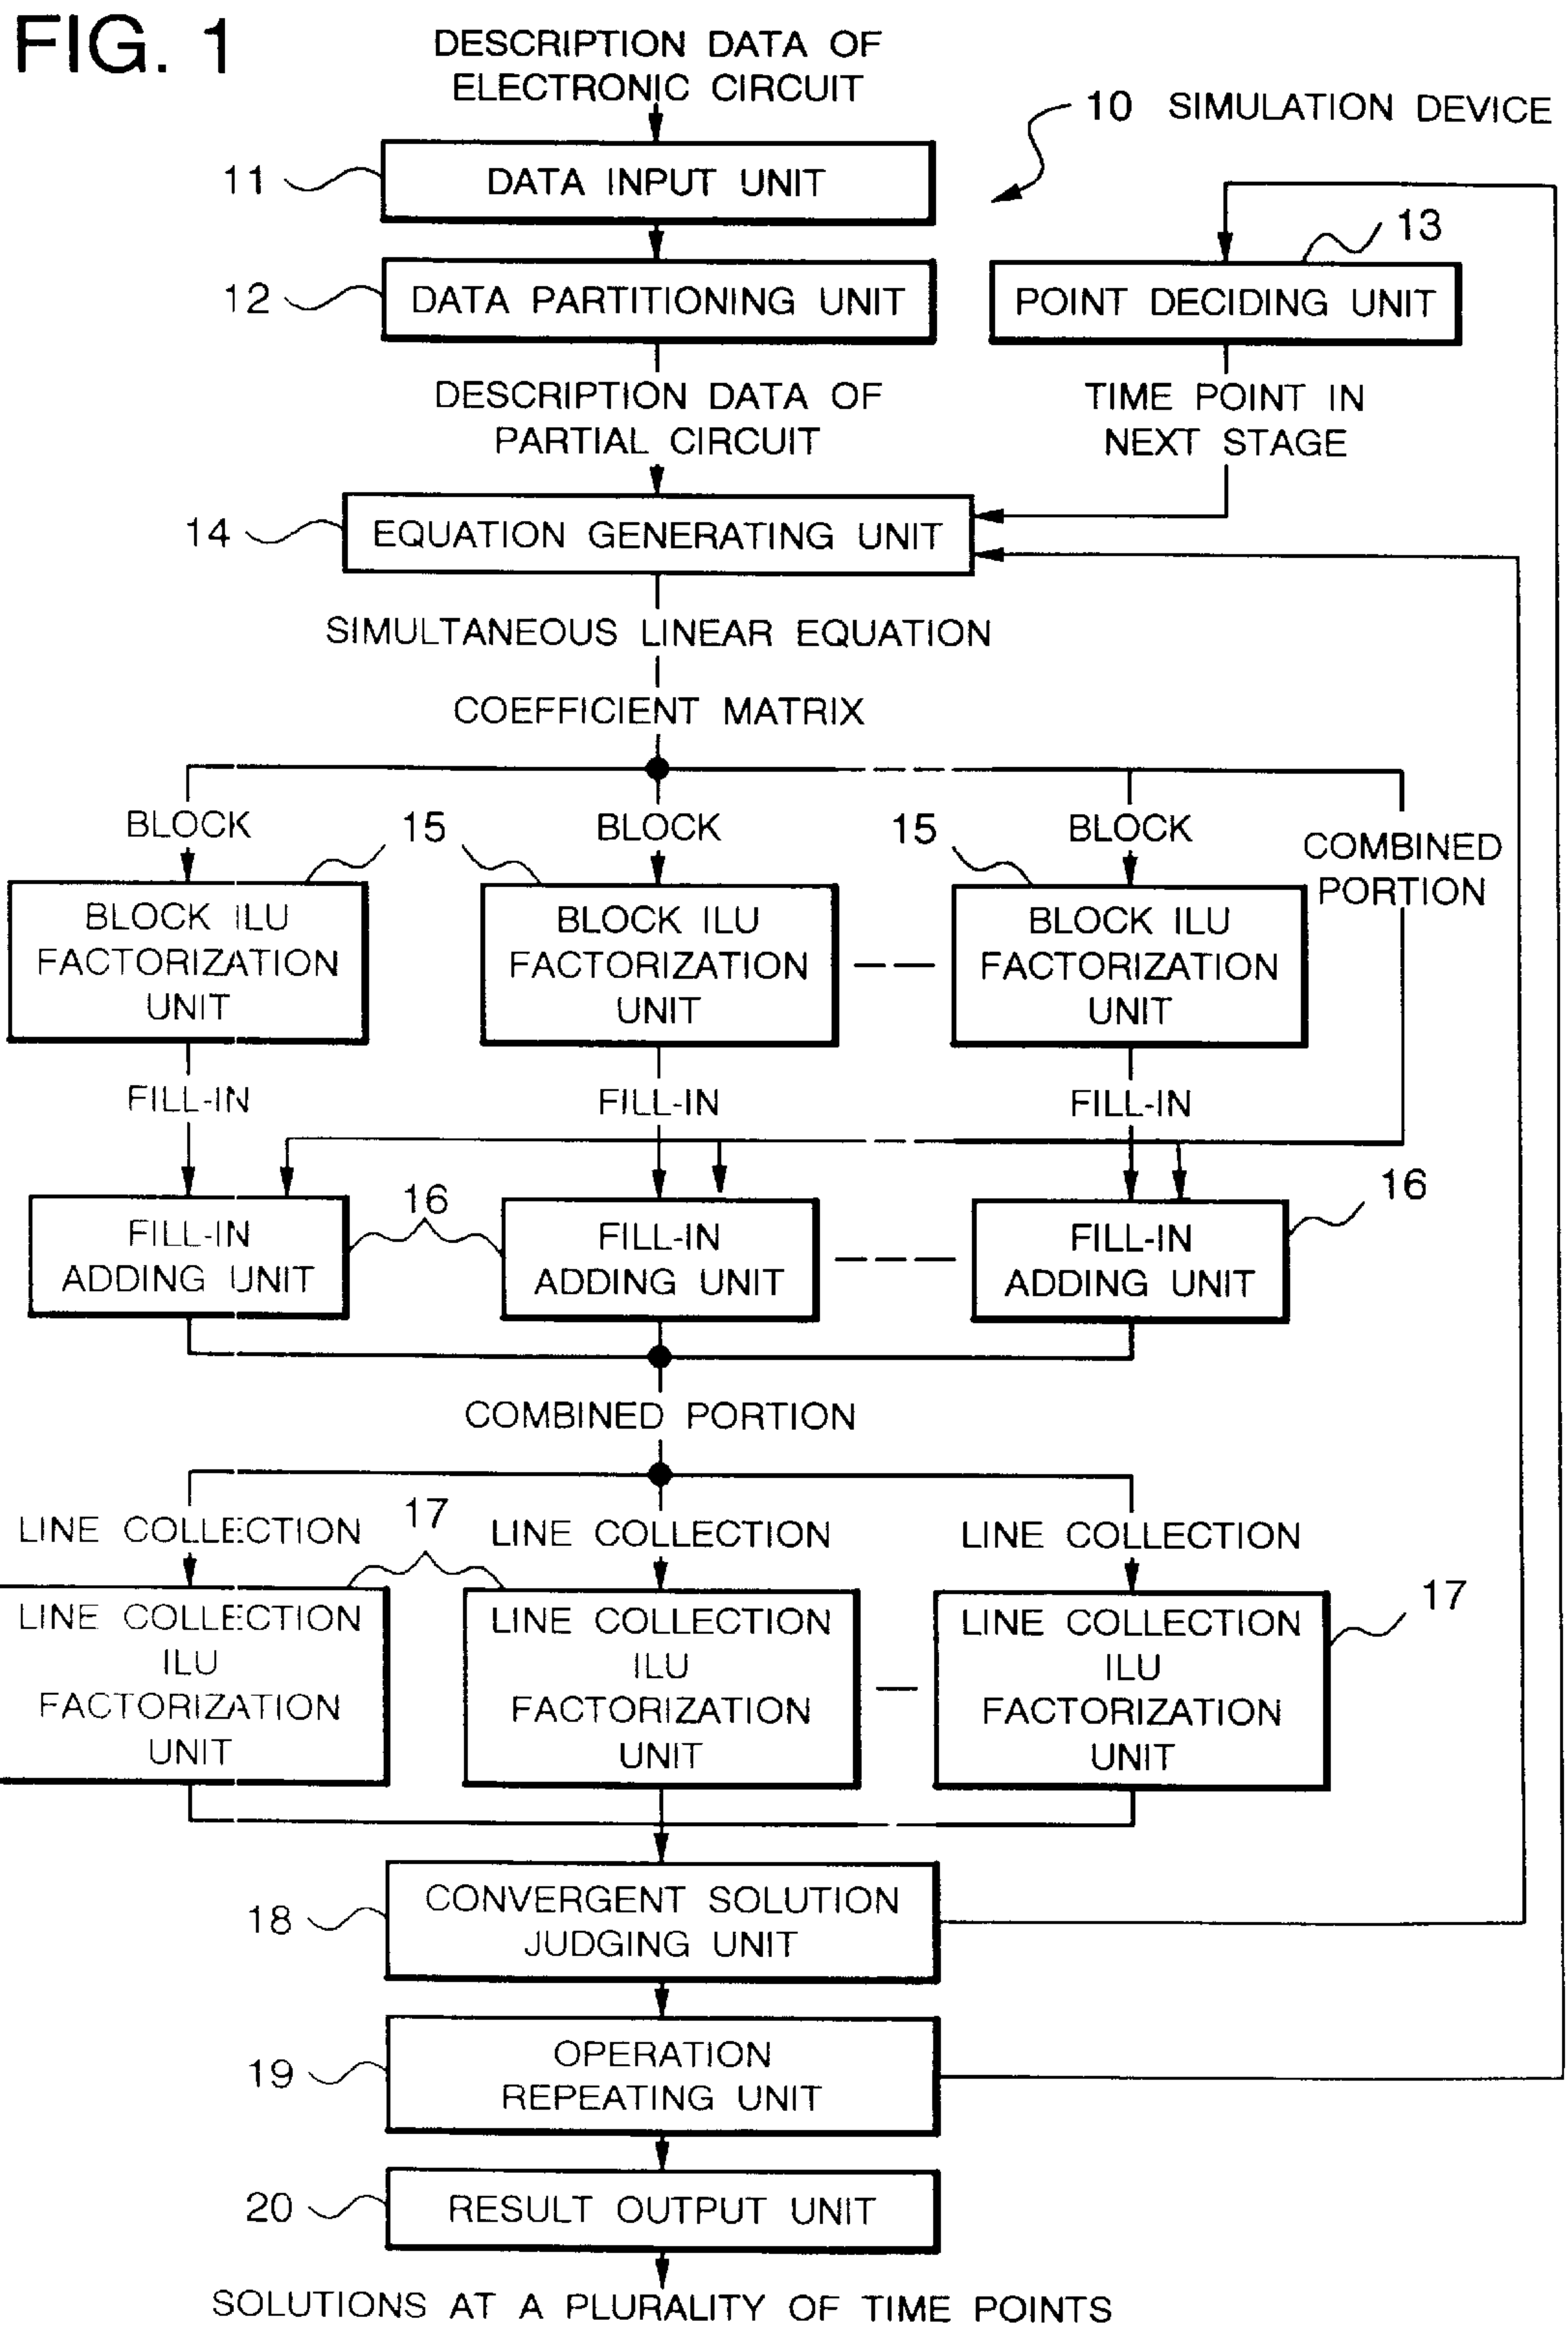 FIG. 1
DESCRIPTION DATA OF
ELECTRONIC CIRCUIT
10 SIMULATION DEVICE
11
DATA INPUT UNIT
13
12
DATA PARTITIONING UNIT
POINT DECIDING UNIT
DESCRIPTION DATA OF
PARTIAL CIRCUIT
TIME POINT IN
NEXT STAGE
14
EQUATION GENERATING UNIT
SIMULTANEOUS LINEAR EQUATION
COEFFICIENT MATRIX
BLOCK
15
BLOCK
15
BLOCK
COMBINED
PORTION
BLOCK ILU
FACTORIZATION
UNIT
BLOCK ILU
FACTORIZATION
UNIT
BLOCK ILU
FACTORIZATION
UNIT
FILL-IN
FILL-IN
FILL-IN
16
16
FILL-IN
ADDING UNIT
FILL-IN
ADDING UNIT
FILL-IN
ADDING UNIT
COMBINED PORTION
LINE COLLECTION
17
LINE COLLECTION
LINE COLLECTION
17
LINE COLLECTION
ILU
FACTORIZATION
UNIT
LINE COLLECTION
ILU
FACTORIZATION
UNIT
LINE COLLECTION
ILU
FACTORIZATION
UNIT
18
CONVERGENT SOLUTION
JUDGING UNIT
19
OPERATION
REPEATING UNIT
20
RESULT OUTPUT UNIT
SOLUTIONS AT A PLURALITY OF TIME POINTS